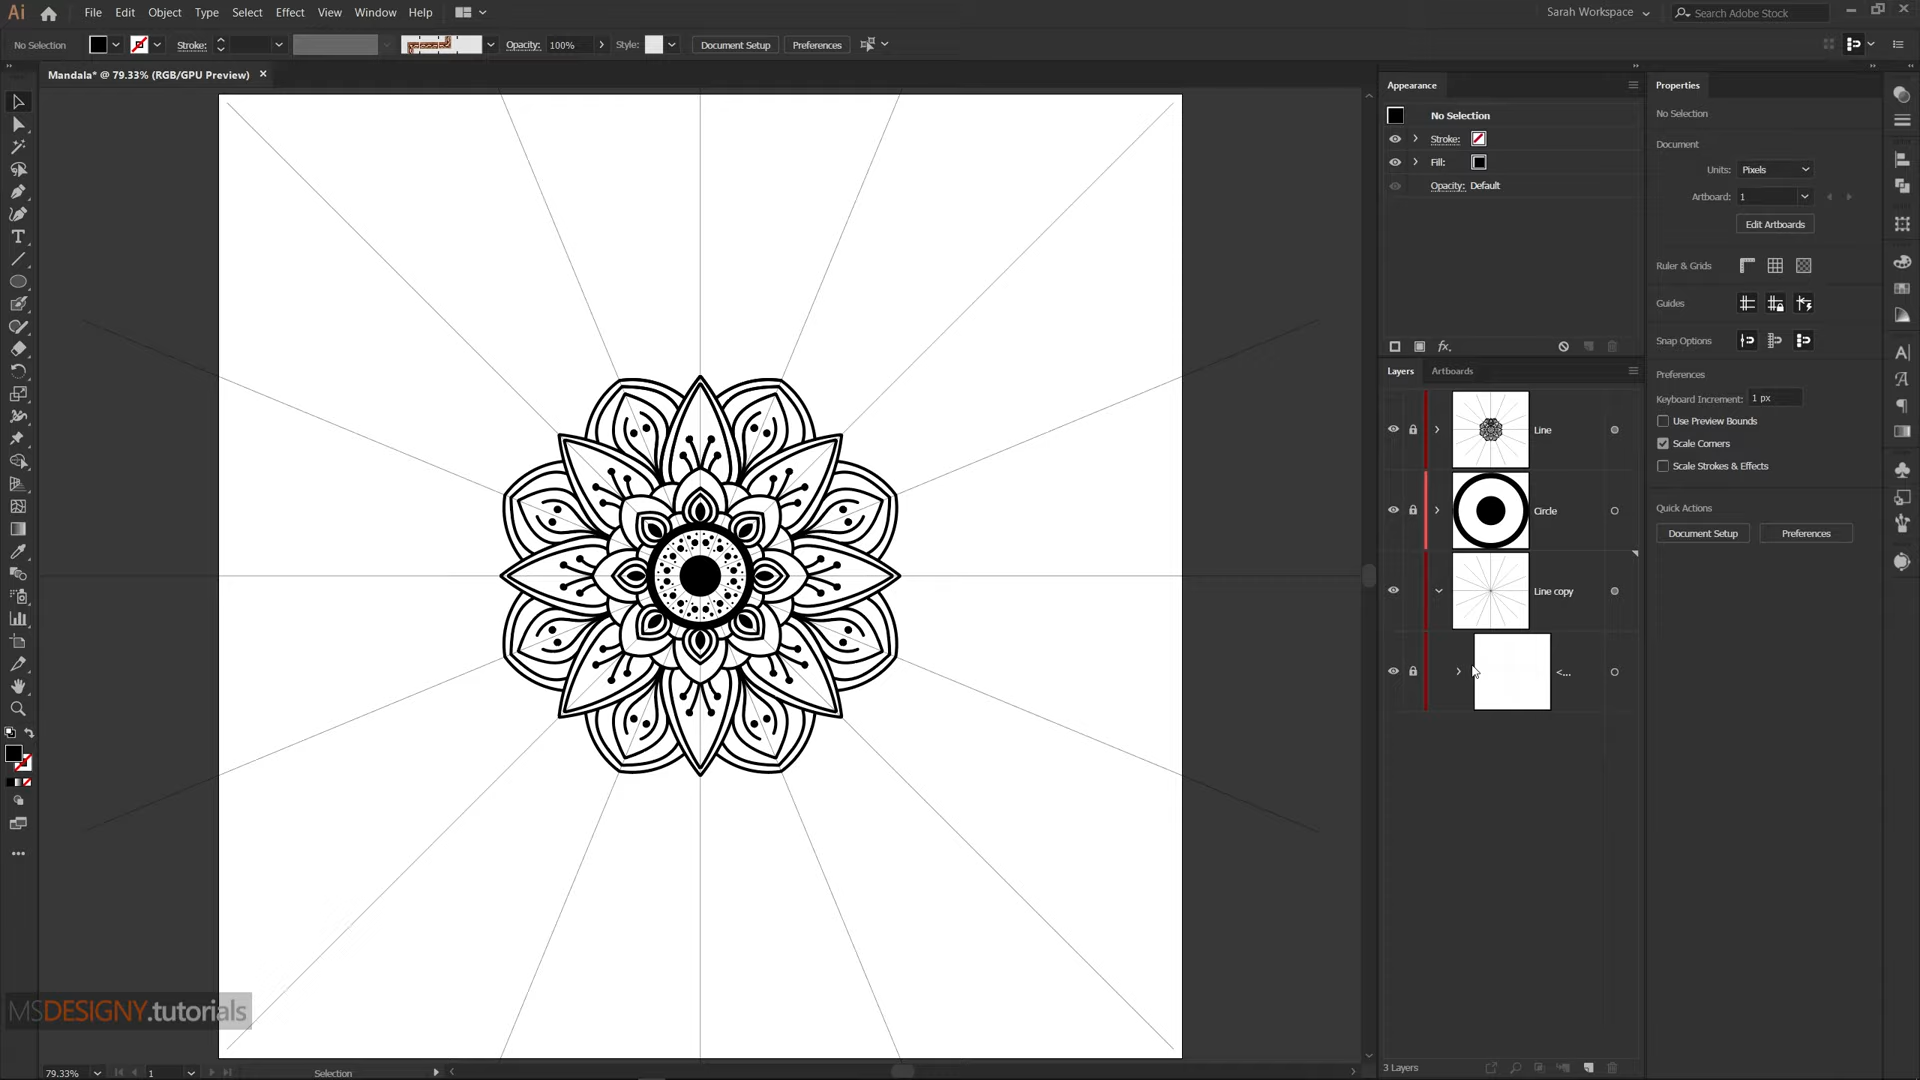 Ai File Edit Object Type Select Effect View Window Help Sarah Workspace Search Adobe Stock
No Selection Stroke: Opacity: 100% Style: Document Setup Preferences
Mandala* @ 79.33% (RGB/GPU Preview)
Appearance
No Selection
Stroke:
Fill:
Opacity: Default
fx.
Layers Artboards
Line
Circle
Line copy
<...
3 Layers
Properties
No Selection
Document
Units: Pixels
Artboard: 1
Edit Artboards
Ruler & Grids
Guides
Snap Options
Preferences
Keyboard Increment: 1 px
Use Preview Bounds
Scale Corners
Scale Strokes & Effects
Quick Actions
Document Setup Preferences
MSDESIGNY.tutorials
79.33% 1 Selection